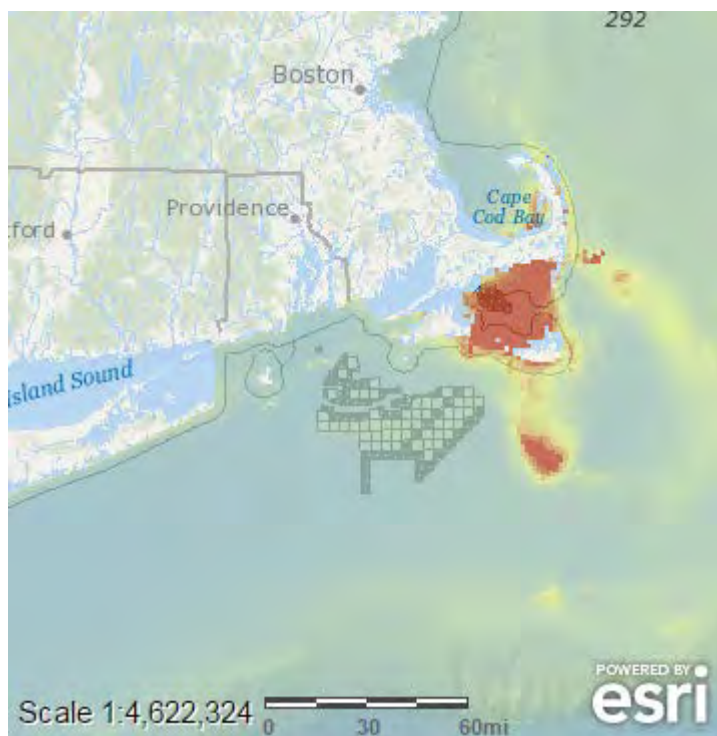 292
Boston
Cape
Cod Bay
Providence
tford
Island Sound
POWERED BY
esri
Scale 1:4,622,324
0 30 60mi